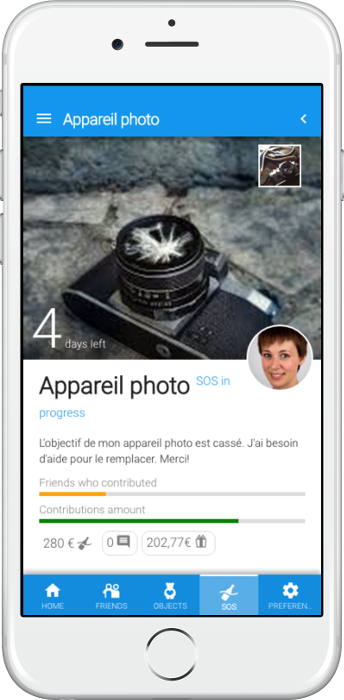 Appareil photo
4 days left
Appareil photo SOS in
progress
L'objectif de mon appareil photo est cassé. J'ai besoin
d'aide pour le remplacer. Merci!
Friends who contributed
Contributions amount
280 € 0 202,77€
HOME FRIENDS OBJECTS SOS PREFEREN...